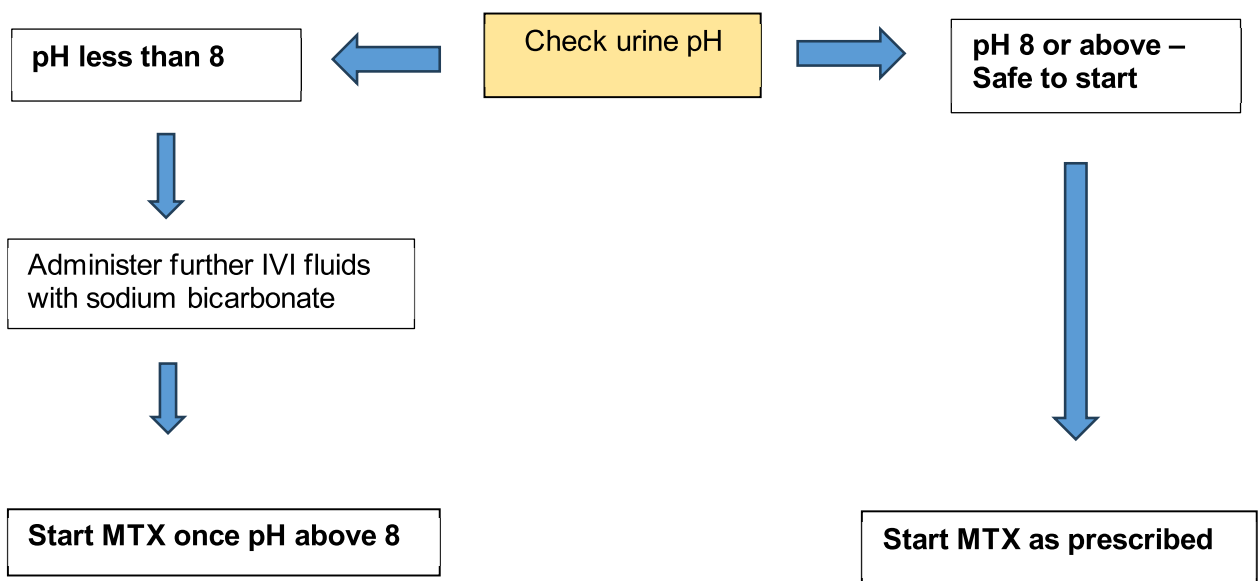 Check urine pH
pH less than 8
pH 8 or above –
Safe to start
Administer further IVI fluids
with sodium bicarbonate
Start MTX once pH above 8
Start MTX as prescribed